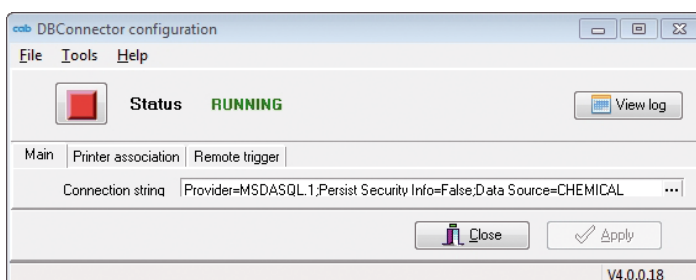 cab DBConnector configuration
File Tools Help
Status RUNNING View log
Main Printer association Remote trigger
Connection string Provider=MSDASQL.1;Persist Security Info=False;Data Source=CHEMICAL ...
Close Apply
V4.0.0.18